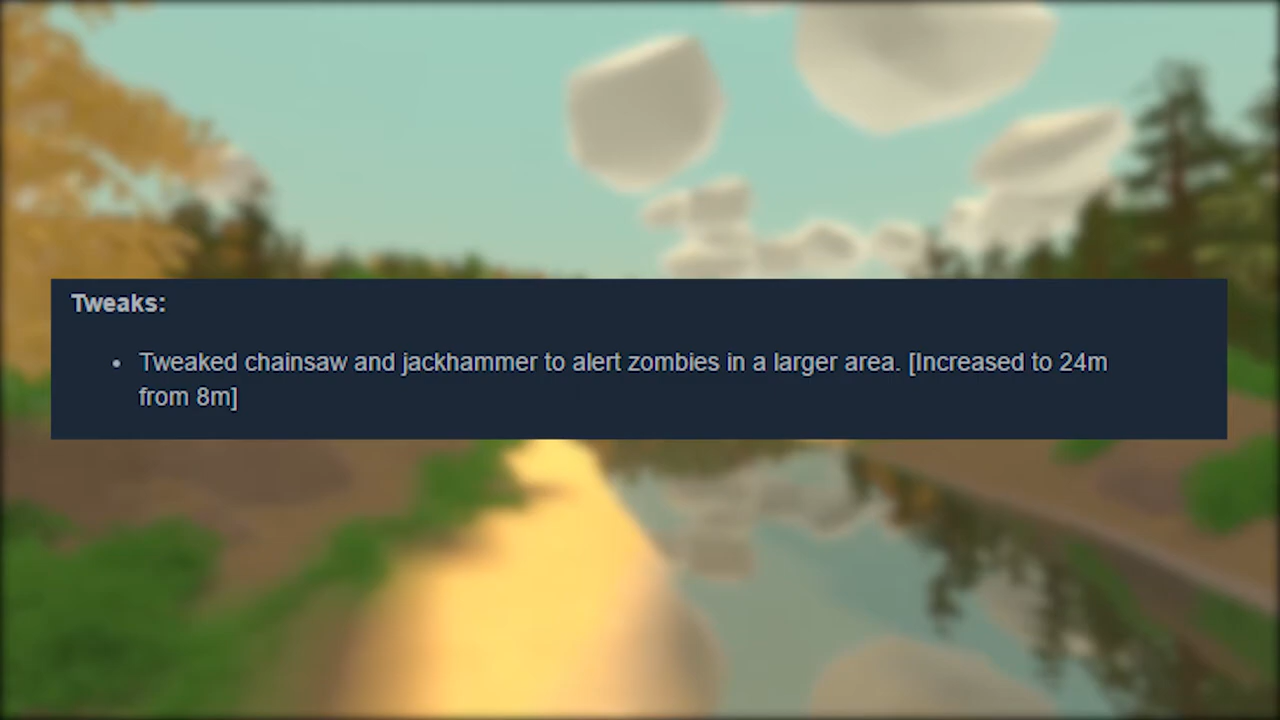 Tweaks:
• Tweaked chainsaw and jackhammer to alert zombies in a larger area. [Increased to 24m
from 8m]